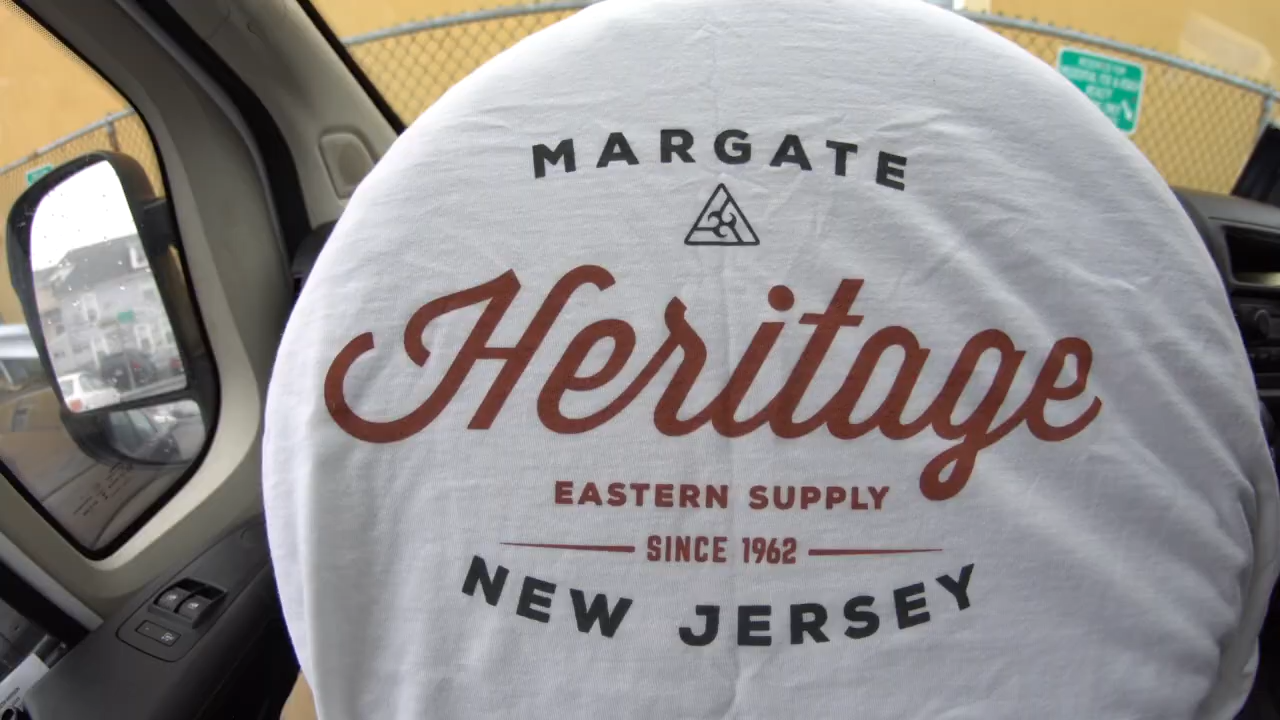 MARGATE
Heritage
EASTERN SUPPLY
SINCE 1962
NEW JERSEY